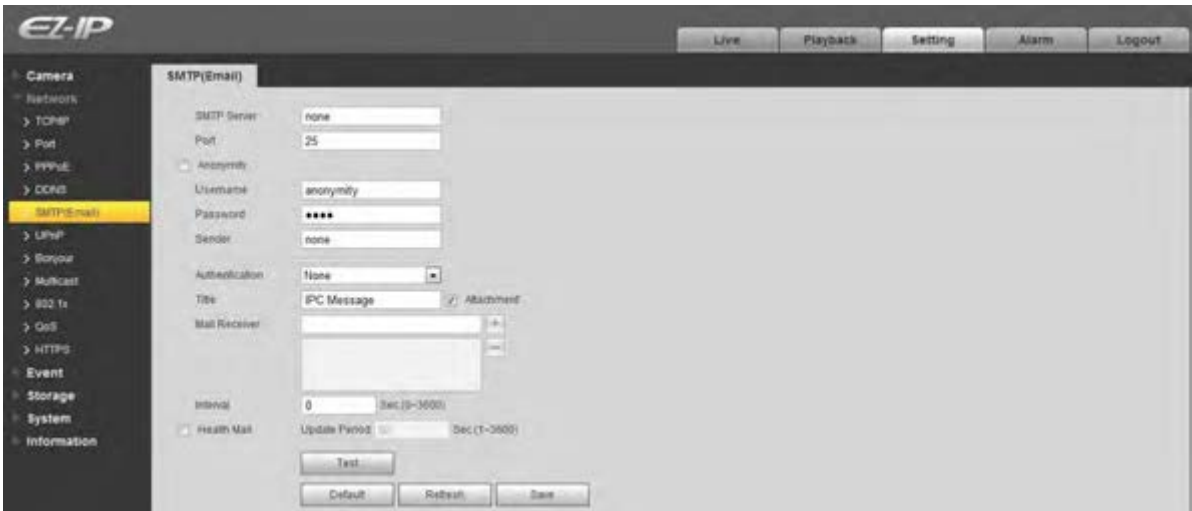 EZ-IP
Live
Playback
Setting
Alarm
Logout
Camera
Network
TCP/IP
Port
PPPoE
DDNS
SMTP(Email)
UPnP
Bonjour
Multicast
802.1x
QoS
HTTPS
Event
Storage
System
Information
SMTP(Email)
SMTP Server none
Port 25
Anonymity
Username anonymity
Password ••••
Sender none
Authentication None
Title IPC Message Attachment
Mail Receiver
Interval 0 Sec.(0~3600)
Health Mail Update Period Sec.(1~3600)
Test
Default Refresh Save